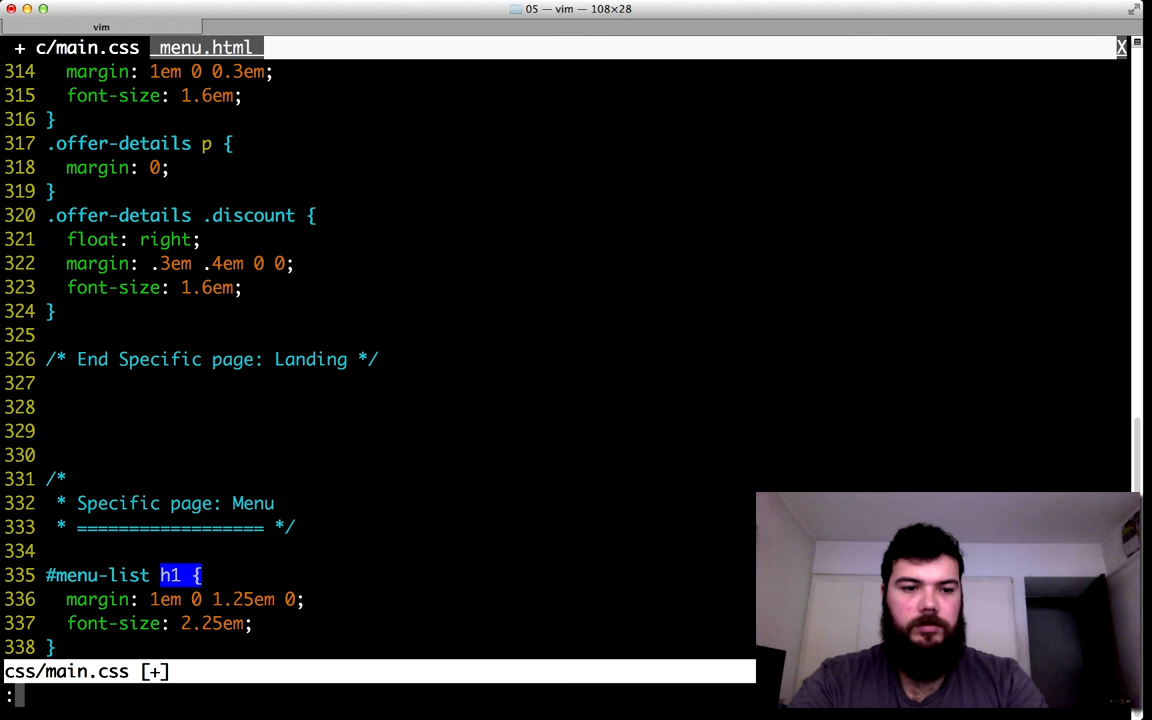 05 — vim — 108×28
vim
+ c/main.css menu.html X
314 margin: 1em 0 0.3em;
315 font-size: 1.6em;
316 }
317 .offer-details p {
318 margin: 0;
319 }
320 .offer-details .discount {
321 float: right;
322 margin: .3em .4em 0 0;
323 font-size: 1.6em;
324 }
325
326 /* End Specific page: Landing */
327
328
329
330
331 /*
332 * Specific page: Menu
333 * ================== */
334
335 #menu-list h1 {
336 margin: 1em 0 1.25em 0;
337 font-size: 2.25em;
338 }
css/main.css [+]
: